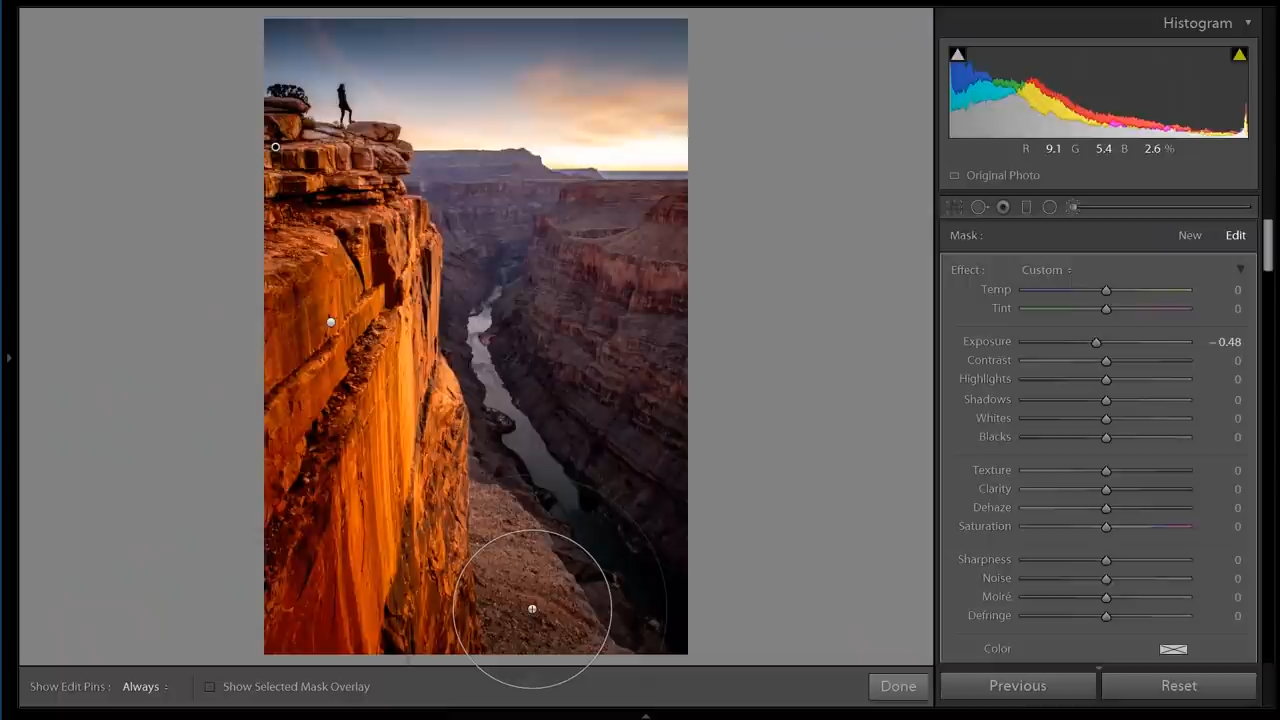 Histogram
R 9.1 G 5.4 B 2.6 %
Original Photo
Mask : New Edit
Effect : Custom
Temp 0
Tint 0
Exposure – 0.48
Contrast 0
Highlights 0
Shadows 0
Whites 0
Blacks 0
Texture 0
Clarity 0
Dehaze 0
Saturation 0
Sharpness 0
Noise 0
Moiré 0
Defringe 0
Color
Show Edit Pins : Always Show Selected Mask Overlay Done Previous Reset